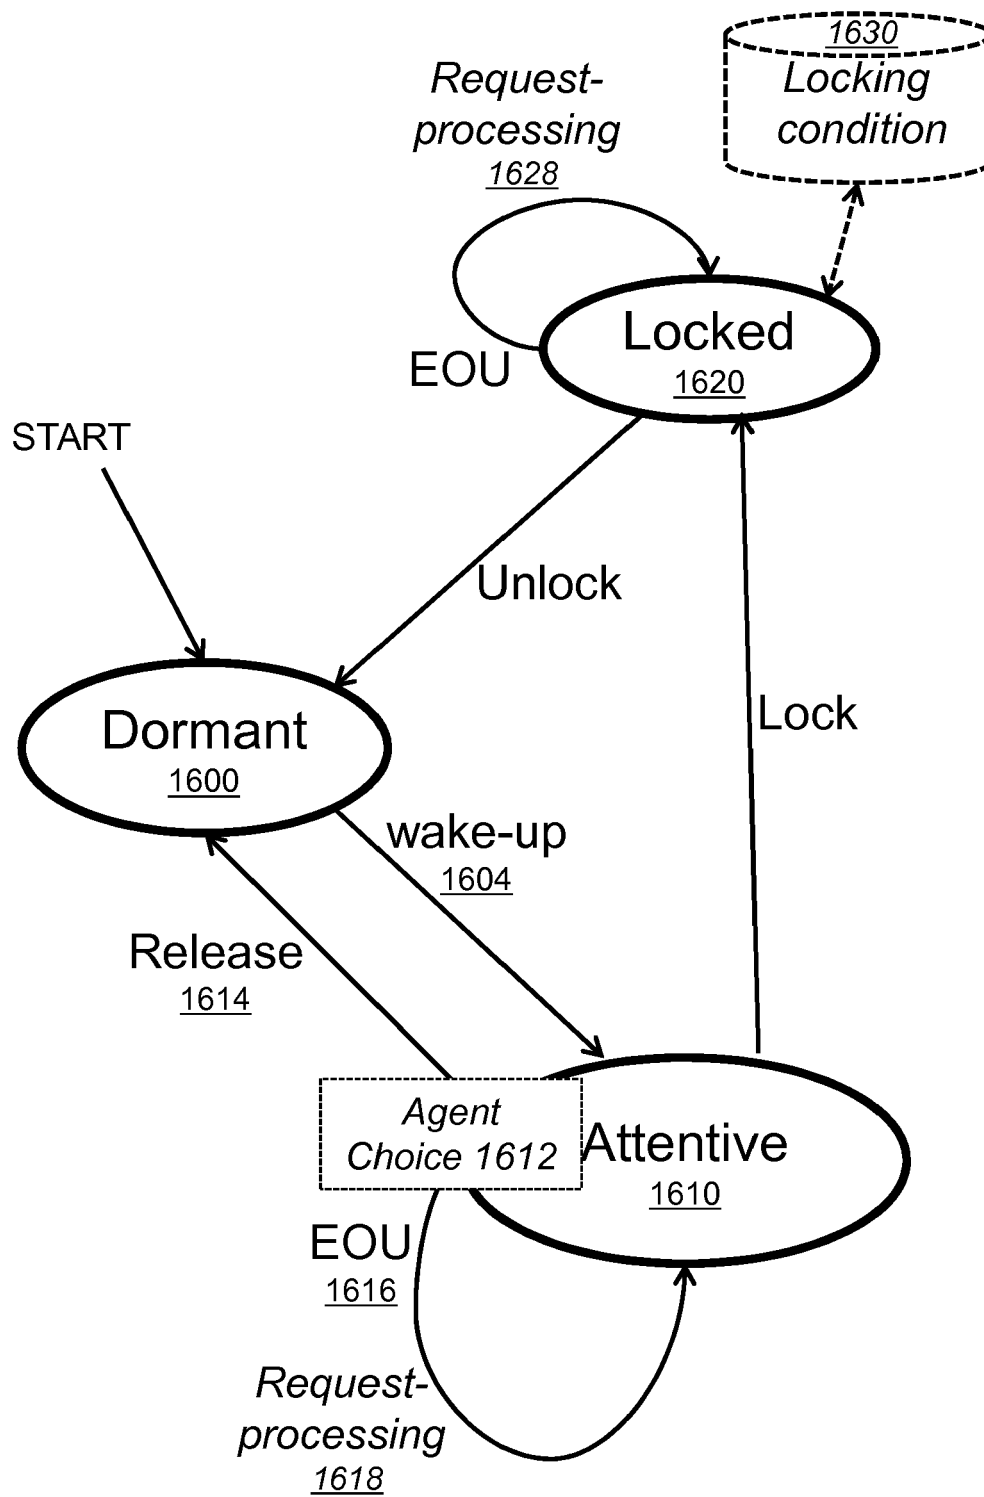 1630
Locking
condition
Request-
processing
1628
Locked
1620
EOU
START
Unlock
Lock
Dormant
1600
wake-up
1604
Release
1614
Agent
Choice 1612
Attentive
1610
EOU
1616
Request-
processing
1618